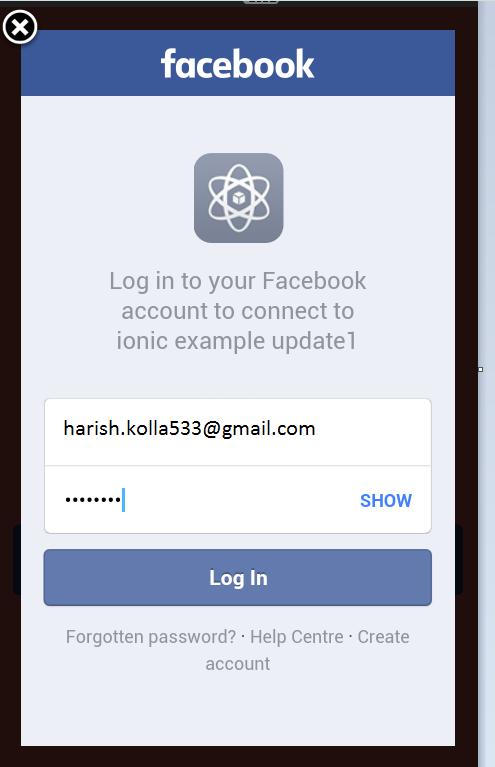 facebook
Log in to your Facebook
account to connect to
ionic example update1
harish.kolla533@gmail.com
•••••••• SHOW
Log In
Forgotten password? · Help Centre · Create
account